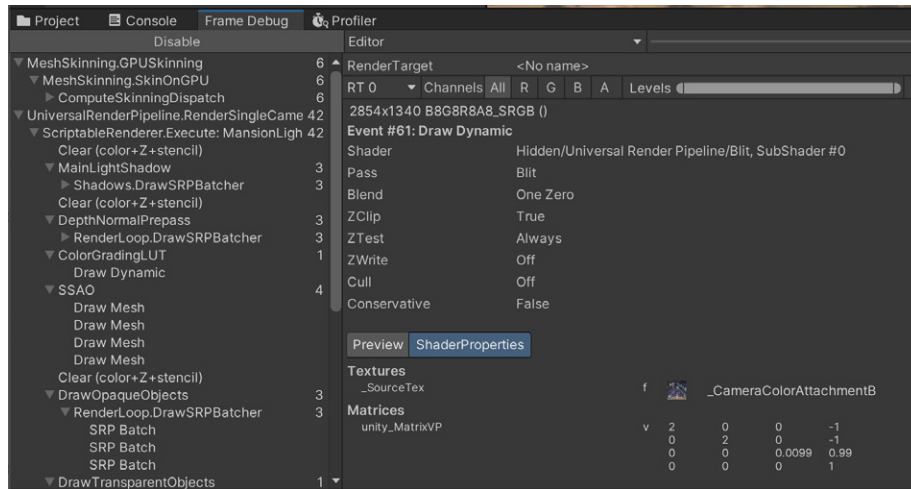 Project Console Frame Debug Profiler
Disable Editor
MeshSkinning.GPUSkinning 6
MeshSkinning.SkinOnGPU 6
ComputeSkinningDispatch 6
UniversalRenderPipeline.RenderSingleCame 42
ScriptableRenderer.Execute: MansionLigh 42
Clear (color+Z+stencil)
MainLightShadow 3
Shadows.DrawSRPBatcher 3
Clear (color+Z+stencil)
DepthNormalPrepass 3
RenderLoop.DrawSRPBatcher 3
ColorGradingLUT 1
Draw Dynamic
SSAO 4
Draw Mesh
Draw Mesh
Draw Mesh
Draw Mesh
Clear (color+Z+stencil)
DrawOpaqueObjects 3
RenderLoop.DrawSRPBatcher 3
SRP Batch
SRP Batch
SRP Batch
DrawTransparentObjects 1
RenderTarget <No name>
RT 0 Channels All R G B A Levels
2854x1340 B8G8R8A8_SRGB ()
Event #61: Draw Dynamic
Shader Hidden/Universal Render Pipeline/Blit, SubShader #0
Pass Blit
Blend One Zero
ZClip True
ZTest Always
ZWrite Off
Cull Off
Conservative False
Preview ShaderProperties
Textures
_SourceTex f _CameraColorAttachmentB
Matrices
unity_MatrixVP v 2 0 0 -1
0 2 0 -1
0 0 0.0099 0.99
0 0 0 1